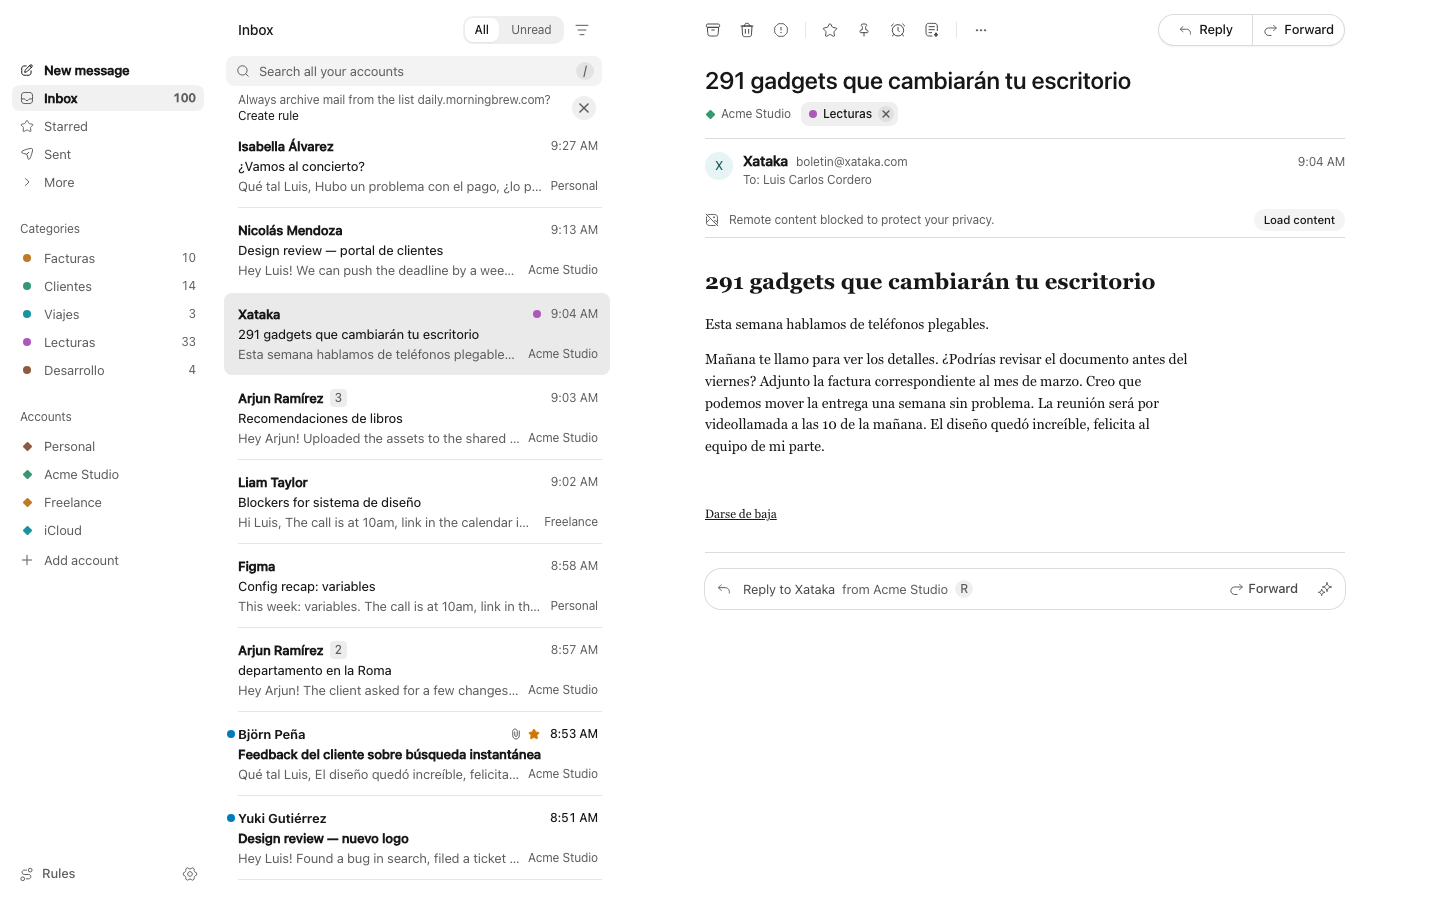 New message
Inbox 100
Starred
Sent
More
Categories
Facturas 10
Clientes 14
Viajes 3
Lecturas 33
Desarrollo 4
Accounts
Personal
Acme Studio
Freelance
iCloud
Add account
Rules
Inbox
All Unread
Search all your accounts /
Always archive mail from the list daily.morningbrew.com?
Create rule
Isabella Álvarez 9:27 AM
¿Vamos al concierto?
Qué tal Luis, Hubo un problema con el pago, ¿lo p... Personal
Nicolás Mendoza 9:13 AM
Design review — portal de clientes
Hey Luis! We can push the deadline by a wee... Acme Studio
Xataka 9:04 AM
291 gadgets que cambiarán tu escritorio
Esta semana hablamos de teléfonos plegable... Acme Studio
Arjun Ramírez 3 9:03 AM
Recomendaciones de libros
Hey Arjun! Uploaded the assets to the shared ... Acme Studio
Liam Taylor 9:02 AM
Blockers for sistema de diseño
Hi Luis, The call is at 10am, link in the calendar i... Freelance
Figma 8:58 AM
Config recap: variables
This week: variables. The call is at 10am, link in th... Personal
Arjun Ramírez 2 8:57 AM
departamento en la Roma
Hey Arjun! The client asked for a few changes... Acme Studio
Björn Peña 8:53 AM
Feedback del cliente sobre búsqueda instantánea
Qué tal Luis, El diseño quedó increíble, felicita... Acme Studio
Yuki Gutiérrez 8:51 AM
Design review — nuevo logo
Hey Luis! Found a bug in search, filed a ticket ... Acme Studio
Reply Forward
291 gadgets que cambiarán tu escritorio
Acme Studio Lecturas
X
Xataka boletin@xataka.com 9:04 AM
To: Luis Carlos Cordero
Remote content blocked to protect your privacy. Load content
291 gadgets que cambiarán tu escritorio
Esta semana hablamos de teléfonos plegables.
Mañana te llamo para ver los detalles. ¿Podrías revisar el documento antes del
viernes? Adjunto la factura correspondiente al mes de marzo. Creo que
podemos mover la entrega una semana sin problema. La reunión será por
videollamada a las 10 de la mañana. El diseño quedó increíble, felicita al
equipo de mi parte.
Darse de baja
Reply to Xataka from Acme Studio R Forward